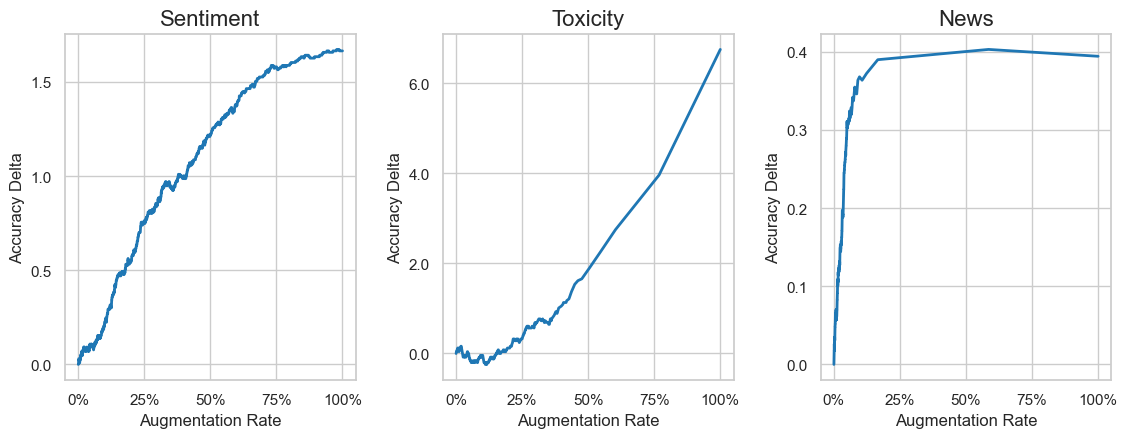 Sentiment
Accuracy Delta
1.5
1.0
0.5
0.0
0% 25% 50% 75% 100%
Augmentation Rate
Toxicity
Accuracy Delta
6.0
4.0
2.0
0.0
0% 25% 50% 75% 100%
Augmentation Rate
News
Accuracy Delta
0.4
0.3
0.2
0.1
0.0
0% 25% 50% 75% 100%
Augmentation Rate